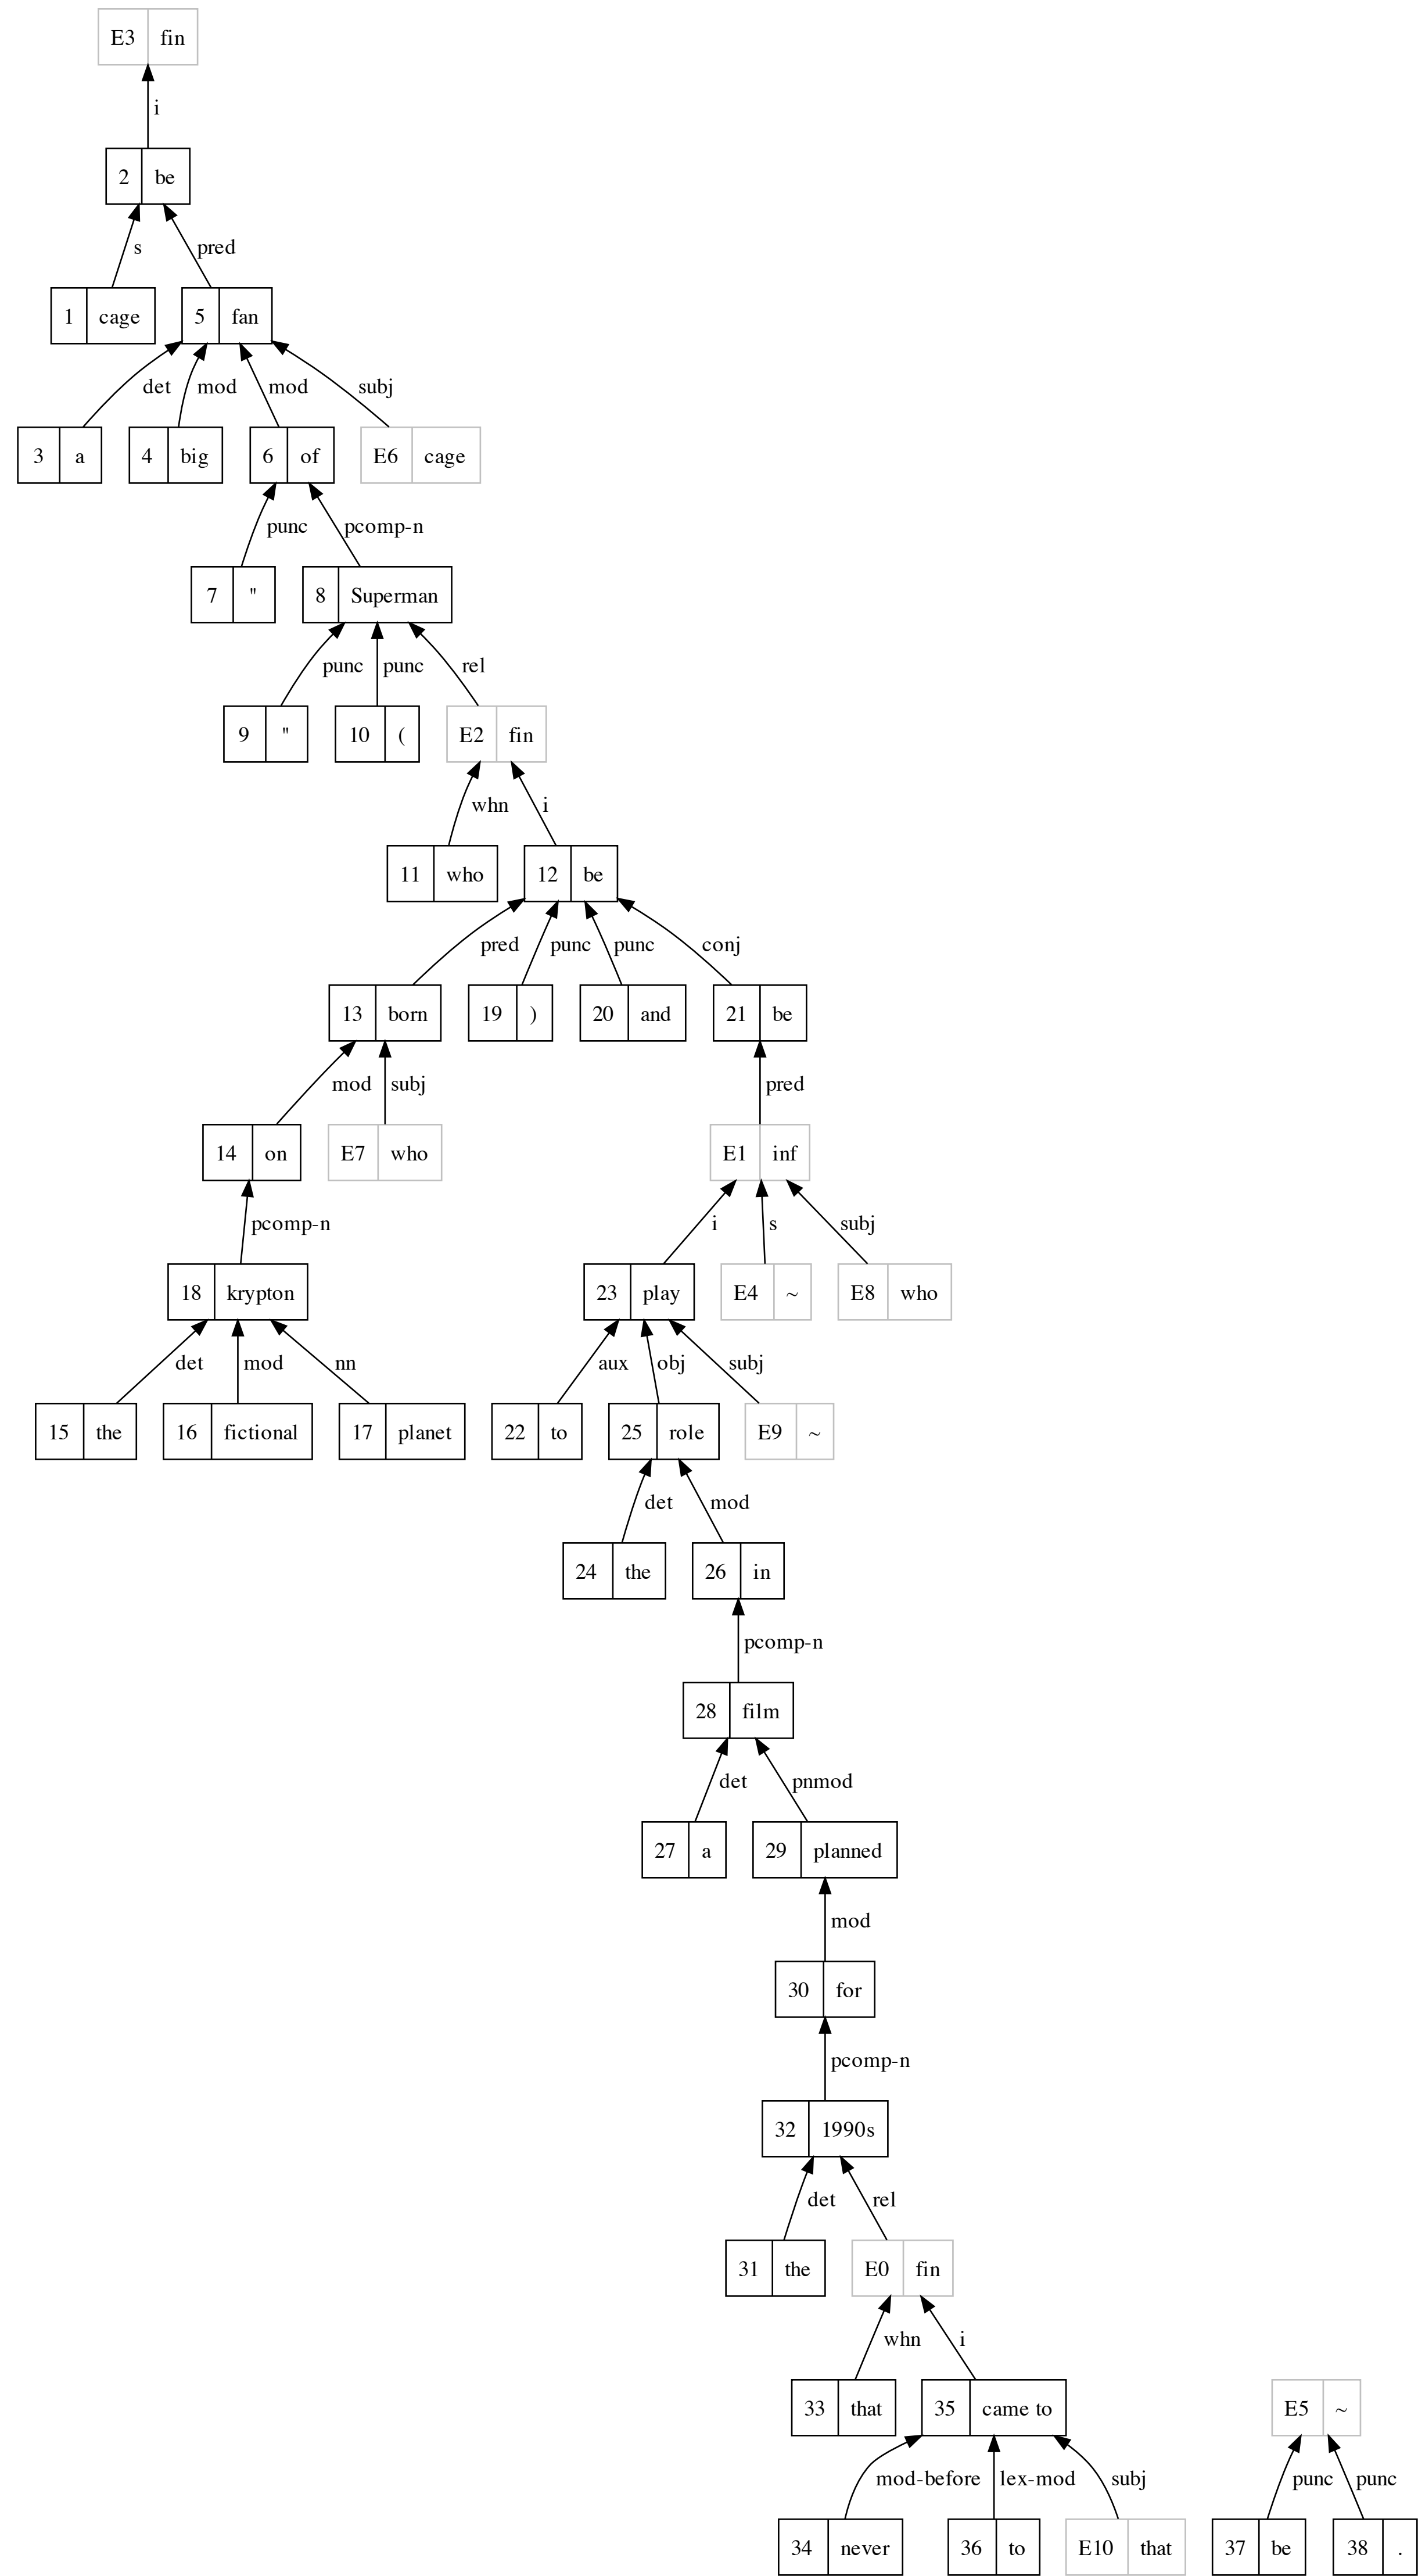 E3 fin
i
2 be
s pred
1 cage 5 fan
det mod mod subj
3 a 4 big 6 of E6 cage
punc pcomp-n
7 " 8 Superman
punc punc rel
9 " 10 ( E2 fin
whn i
11 who 12 be
pred punc punc conj
13 born 19 ) 20 and 21 be
mod subj pred
14 on E7 who E1 inf
pcomp-n i s subj
18 krypton 23 play E4 ~ E8 who
det mod nn aux obj subj
15 the 16 fictional 17 planet 22 to 25 role E9 ~
det mod
24 the 26 in
pcomp-n
28 film
det pnmod
27 a 29 planned
mod
30 for
pcomp-n
32 1990s
det rel
31 the E0 fin
whn i
33 that 35 came to E5 ~
mod-before lex-mod subj punc punc
34 never 36 to E10 that 37 be 38 .